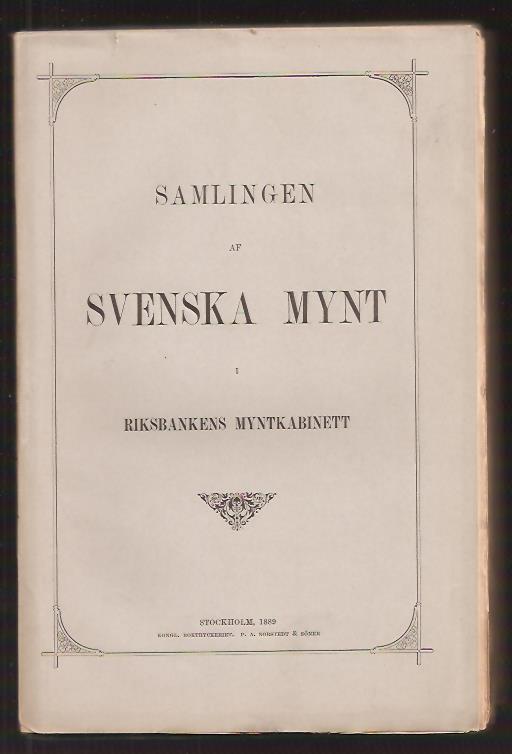 SAMLINGEN
AF
SVENSKA MYNT
I
RIKSBANKENS MYNTKABINETT
STOCKHOLM, 1889
KONGL. BOKTRYCKERIET. P. A. NORSTEDT & SÖNER